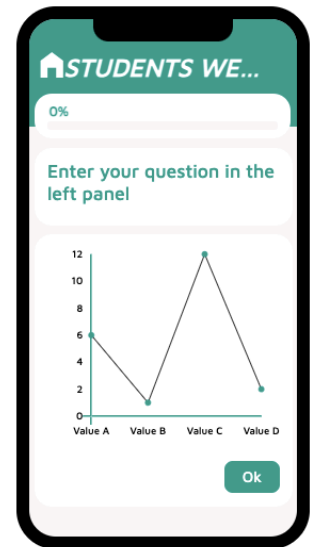 STUDENTS WE...
0%
Enter your question in the
left panel
12
10
8
6
4
2
0
Value A Value B Value C Value D
Ok